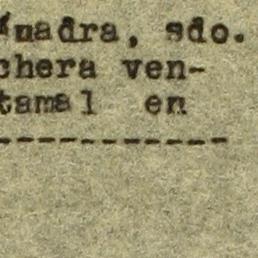 madra, sdo.
chera ven-
tamal en
------------